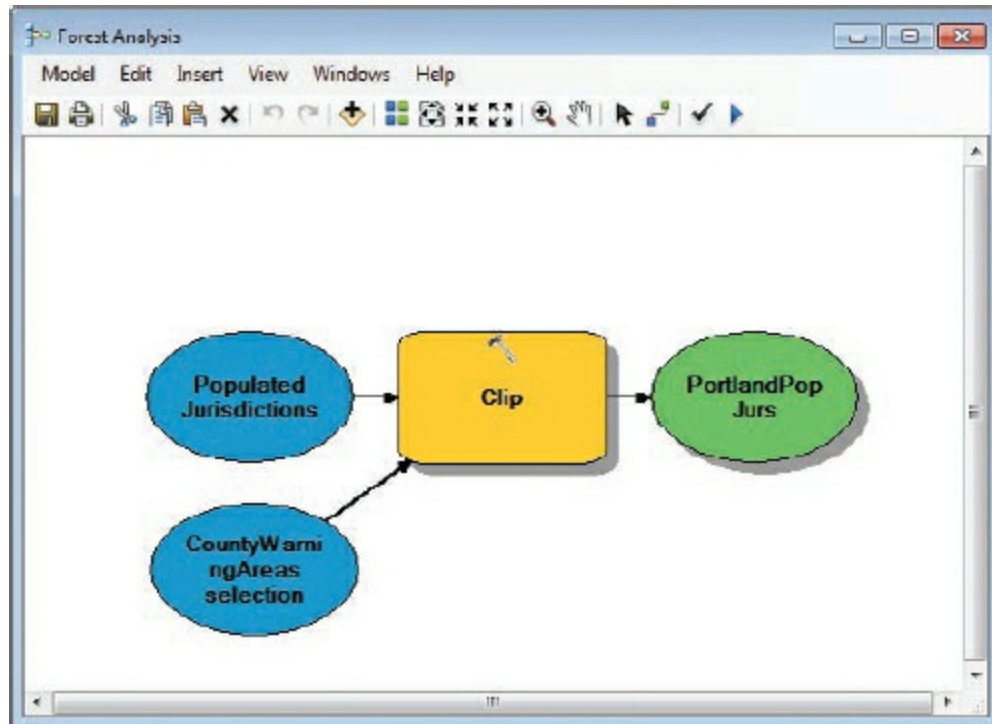 Forest Analysis
Model Edit Insert View Windows Help
Populated
Jurisdictions
Clip
PortlandPop
Jurs
CountyWarni
ngAreas
selection